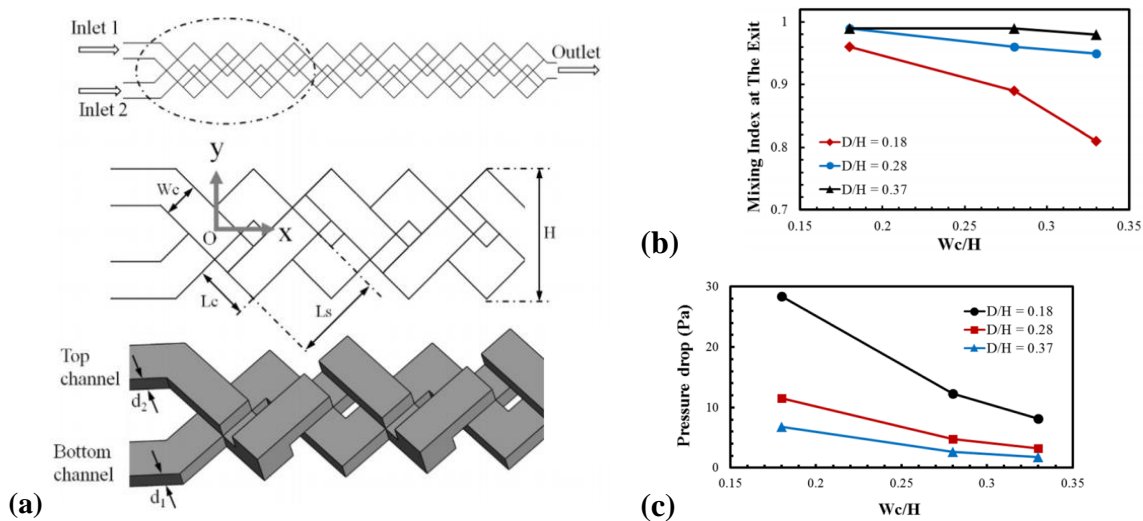 Inlet 1
Outlet
Inlet 2
y
Wc
O
x
H
Lc
Ls
Top
channel
d2
Bottom
channel
d1
(a)
1
0.9
0.8
0.7
0.15
0.2
0.25
0.3
0.35
Mixing Index at The Exit
Wc/H
D/H = 0.18
D/H = 0.28
D/H = 0.37
(b)
30
20
10
0
0.15
0.2
0.25
0.3
0.35
Pressure drop (Pa)
Wc/H
D/H = 0.18
D/H = 0.28
D/H = 0.37
(c)